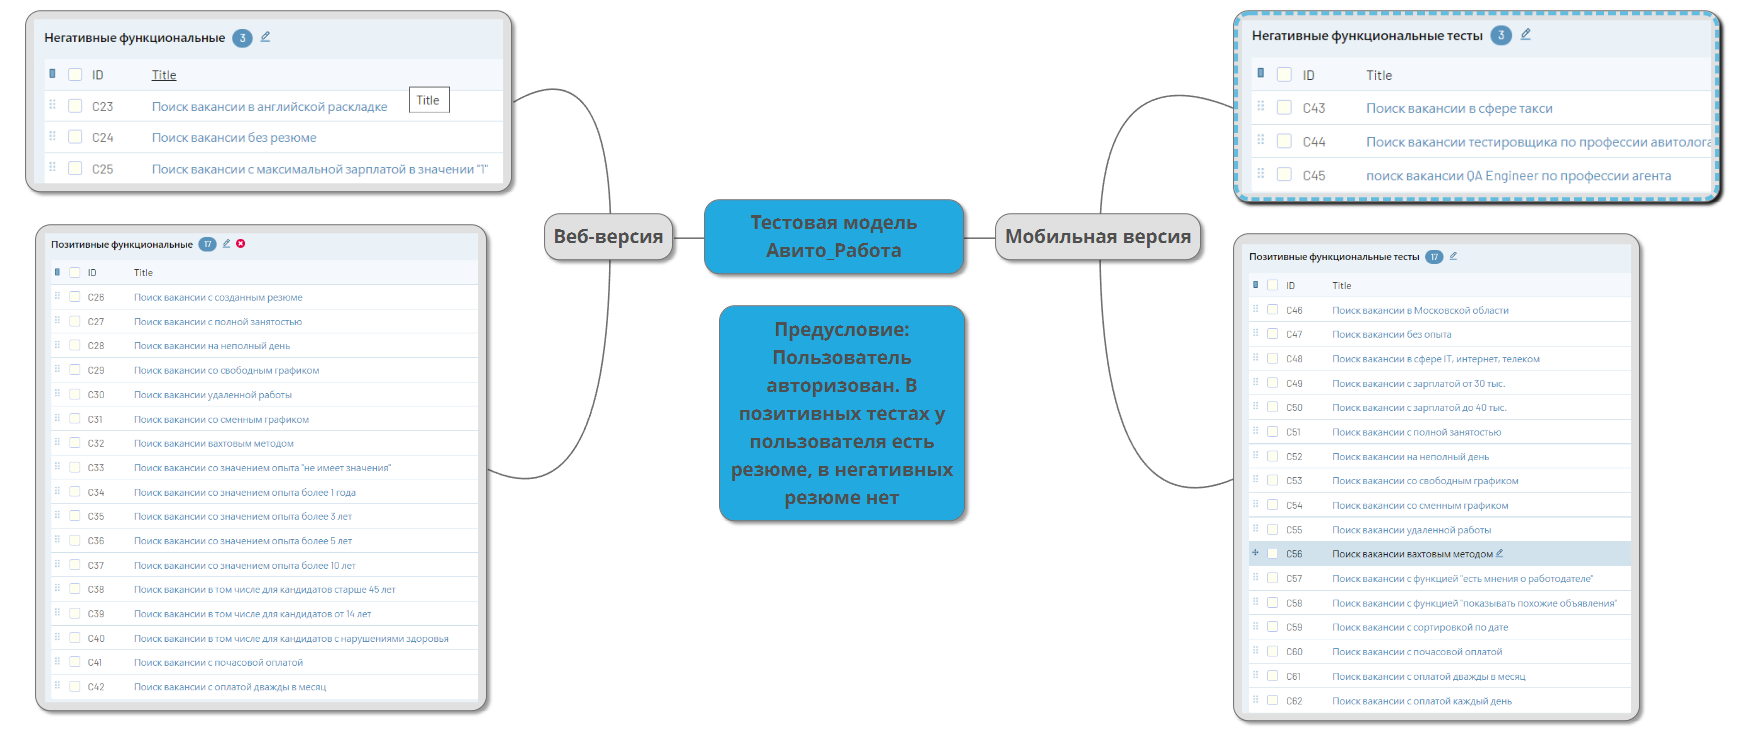 Негативные функциональные 3
ID Title
C23 Поиск вакансии в английской раскладке
Title
C24 Поиск вакансии без резюме
C25 Поиск вакансии с максимальной зарплатой в значении "1"
Позитивные функциональные 17
ID Title
C26 Поиск вакансии с созданным резюме
C27 Поиск вакансии с полной занятостью
C28 Поиск вакансии на неполный день
C29 Поиск вакансии со свободным графиком
C30 Поиск вакансии удаленной работы
C31 Поиск вакансии со сменным графиком
C32 Поиск вакансии вахтовым методом
C33 Поиск вакансии со значением опыта "не имеет значения"
C34 Поиск вакансии со значением опыта более 1 года
C35 Поиск вакансии со значением опыта более 3 лет
C36 Поиск вакансии со значением опыта более 5 лет
C37 Поиск вакансии со значением опыта более 10 лет
C38 Поиск вакансии в том числе для кандидатов старше 45 лет
C39 Поиск вакансии в том числе для кандидатов от 14 лет
C40 Поиск вакансии в том числе для кандидатов с нарушениями здоровья
C41 Поиск вакансии с почасовой оплатой
C42 Поиск вакансии с оплатой дважды в месяц
Веб-версия
Тестовая модель
Авито_Работа
Мобильная версия
Предусловие:
Пользователь
авторизован. В
позитивных тестах у
пользователя есть
резюме, в негативных
резюме нет
Негативные функциональные тесты 3
ID Title
C43 Поиск вакансии в сфере такси
C44 Поиск вакансии тестировщика по профессии авитолога
C45 поиск вакансии QA Engineer по профессии агента
Позитивные функциональные тесты 17
ID Title
C46 Поиск вакансии в Московской области
C47 Поиск вакансии без опыта
C48 Поиск вакансии в сфере IT, интернет, телеком
C49 Поиск вакансии с зарплатой от 30 тыс.
C50 Поиск вакансии с зарплатой до 40 тыс.
C51 Поиск вакансии с полной занятостью
C52 Поиск вакансии на неполный день
C53 Поиск вакансии со свободным графиком
C54 Поиск вакансии со сменным графиком
C55 Поиск вакансии удаленной работы
C56 Поиск вакансии вахтовым методом
C57 Поиск вакансии с функцией "есть мнения о работодателе"
C58 Поиск вакансии с функцией "показывать похожие объявления"
C59 Поиск вакансии с сортировкой по дате
C60 Поиск вакансии с почасовой оплатой
C61 Поиск вакансии с оплатой дважды в месяц
C62 Поиск вакансии с оплатой каждый день